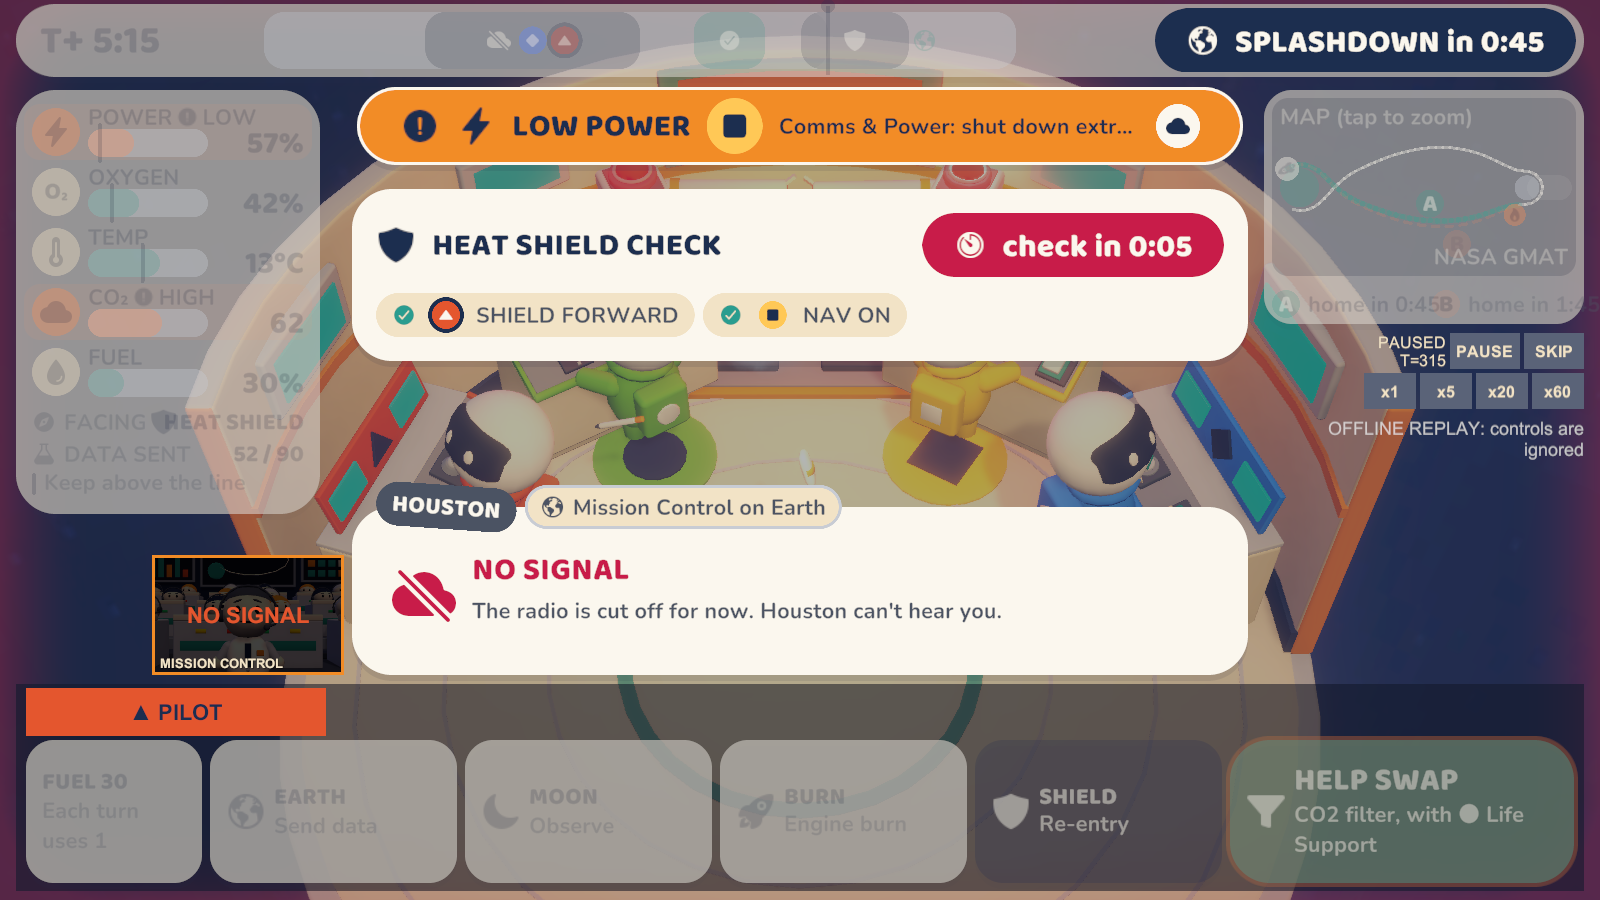 T+ 5:15
SPLASHDOWN in 0:45
POWER ! LOW
57%
O₂
OXYGEN
42%
TEMP
13°C
CO₂ ! HIGH
62
FUEL
30%
FACING HEAT SHIELD
DATA SENT 52 / 90
Keep above the line
! LOW POWER Comms & Power: shut down extr...
HEAT SHIELD CHECK
check in 0:05
SHIELD FORWARD
NAV ON
MAP (tap to zoom)
A
B
NASA GMAT
A home in 0:45
B home in 1:45
PAUSED
T=315
PAUSE
SKIP
x1
x5
x20
x60
OFFLINE REPLAY: controls are
ignored
HOUSTON
Mission Control on Earth
NO SIGNAL
The radio is cut off for now. Houston can't hear you.
NO SIGNAL
MISSION CONTROL
▲ PILOT
FUEL 30
Each turn
uses 1
EARTH
Send data
MOON
Observe
BURN
Engine burn
SHIELD
Re-entry
HELP SWAP
CO2 filter, with ● Life
Support